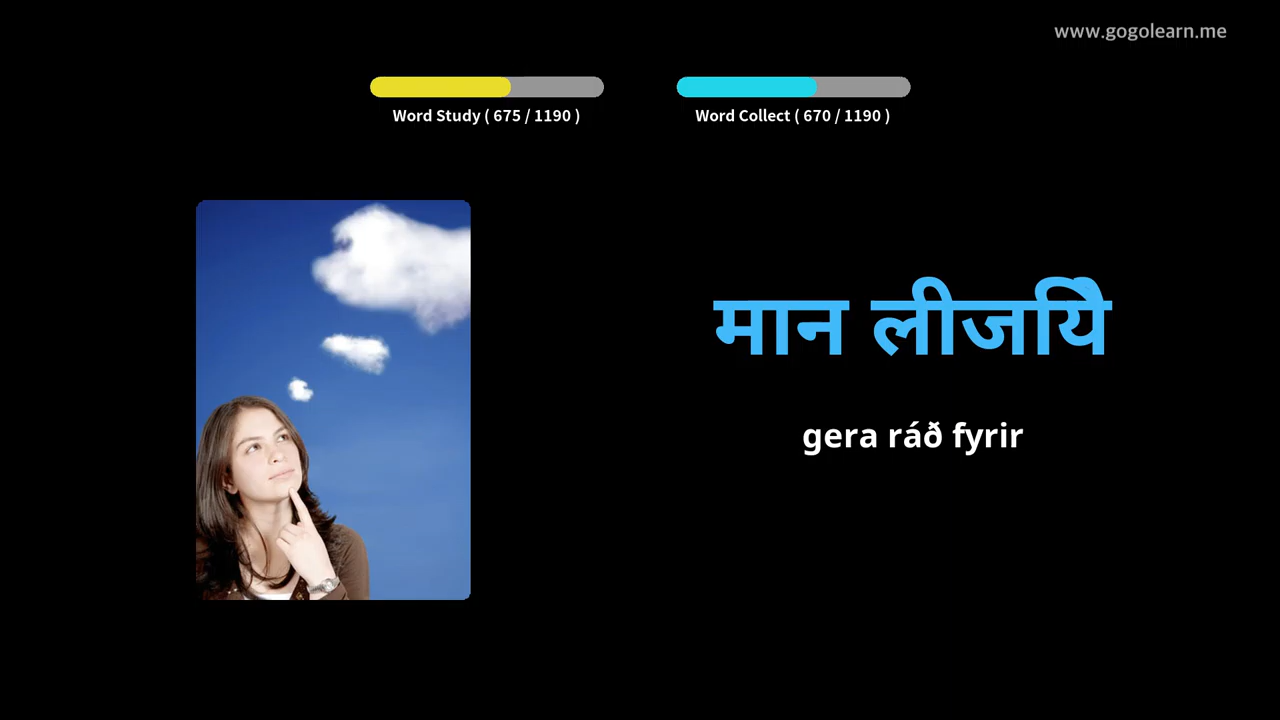 www.gogolearn.me
Word Study ( 675 / 1190 )
Word Collect ( 670 / 1190 )
मान लीजियेि
gera ráð fyrir